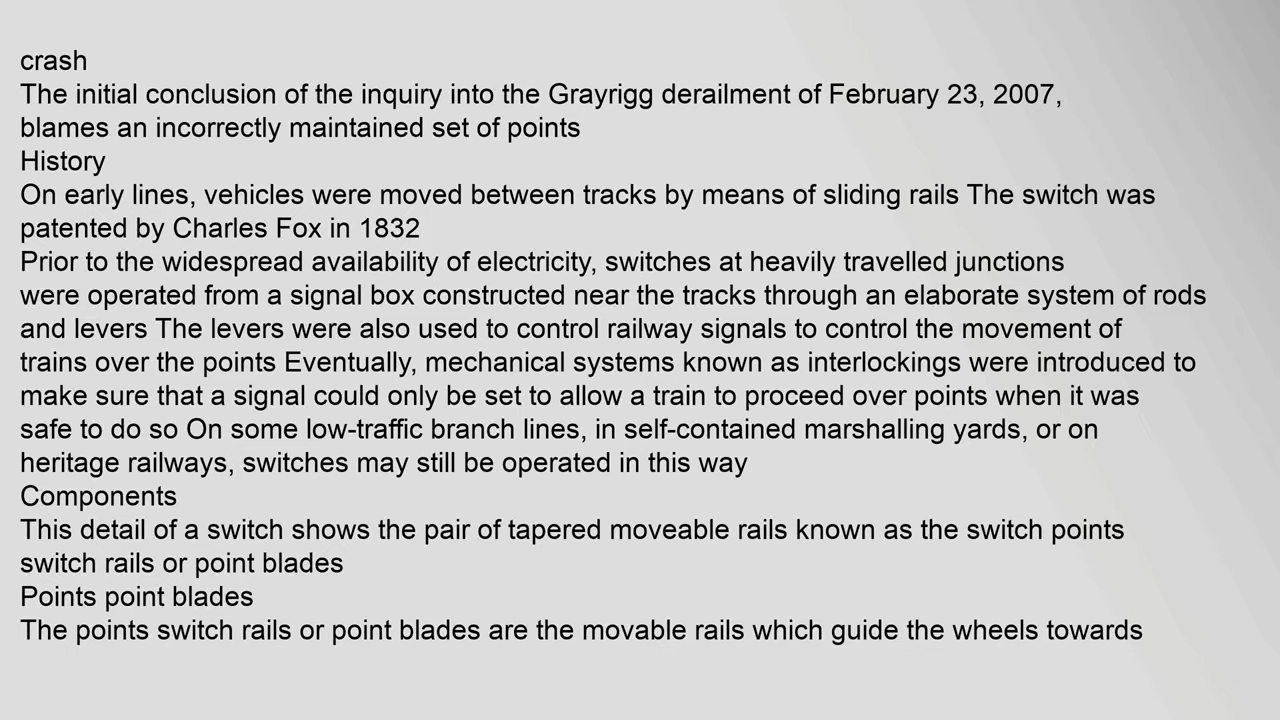 crash
The initial conclusion of the inquiry into the Grayrigg derailment of February 23, 2007,
blames an incorrectly maintained set of points
History
On early lines, vehicles were moved between tracks by means of sliding rails The switch was
patented by Charles Fox in 1832
Prior to the widespread availability of electricity, switches at heavily travelled junctions
were operated from a signal box constructed near the tracks through an elaborate system of rods
and levers The levers were also used to control railway signals to control the movement of
trains over the points Eventually, mechanical systems known as interlockings were introduced to
make sure that a signal could only be set to allow a train to proceed over points when it was
safe to do so On some low-traffic branch lines, in self-contained marshalling yards, or on
heritage railways, switches may still be operated in this way
Components
This detail of a switch shows the pair of tapered moveable rails known as the switch points
switch rails or point blades
Points point blades
The points switch rails or point blades are the movable rails which guide the wheels towards